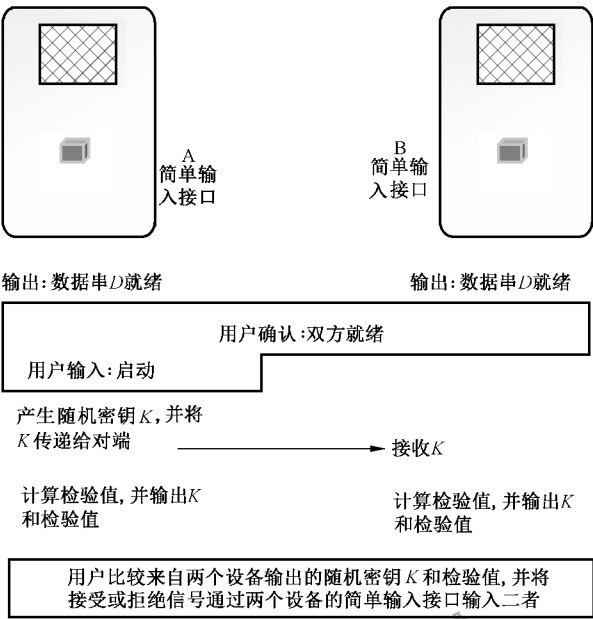 A
简单输
入接口
B
简单输
入接口
输出:数据串D就绪
输出:数据串D就绪
用户确认:双方就绪
用户输入:启动
产生随机密钥K,并将
K传递给对端
接收K
计算检验值,并输出K
和检验值
计算检验值,并输出K
和检验值
用户比较来自两个设备输出的随机密钥K和检验值,并将
接受或拒绝信号通过两个设备的简单输入接口输入二者